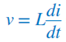 v = L di/dt